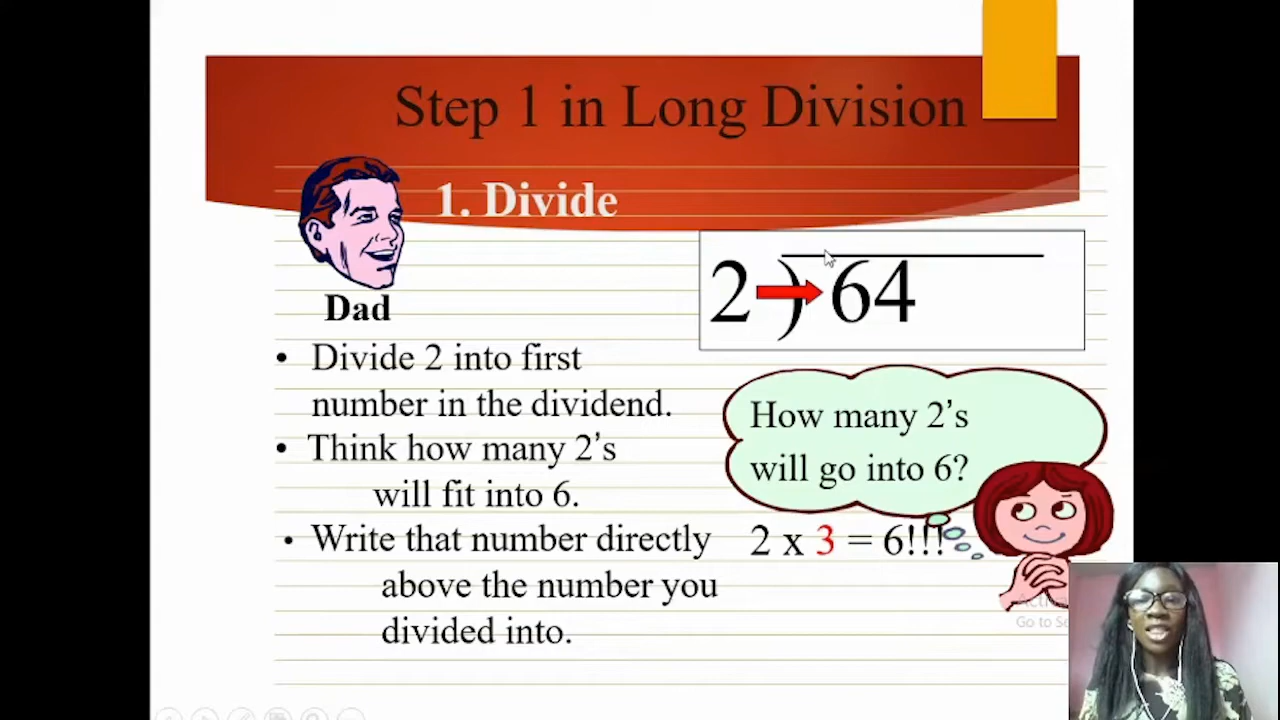 Step 1 in Long Division
1. Divide
Dad
2 ) 64
• Divide 2 into first
number in the dividend.
• Think how many 2’s
will fit into 6.
• Write that number directly
above the number you
divided into.
How many 2’s
will go into 6?
2 x 3 = 6!!!
Go to